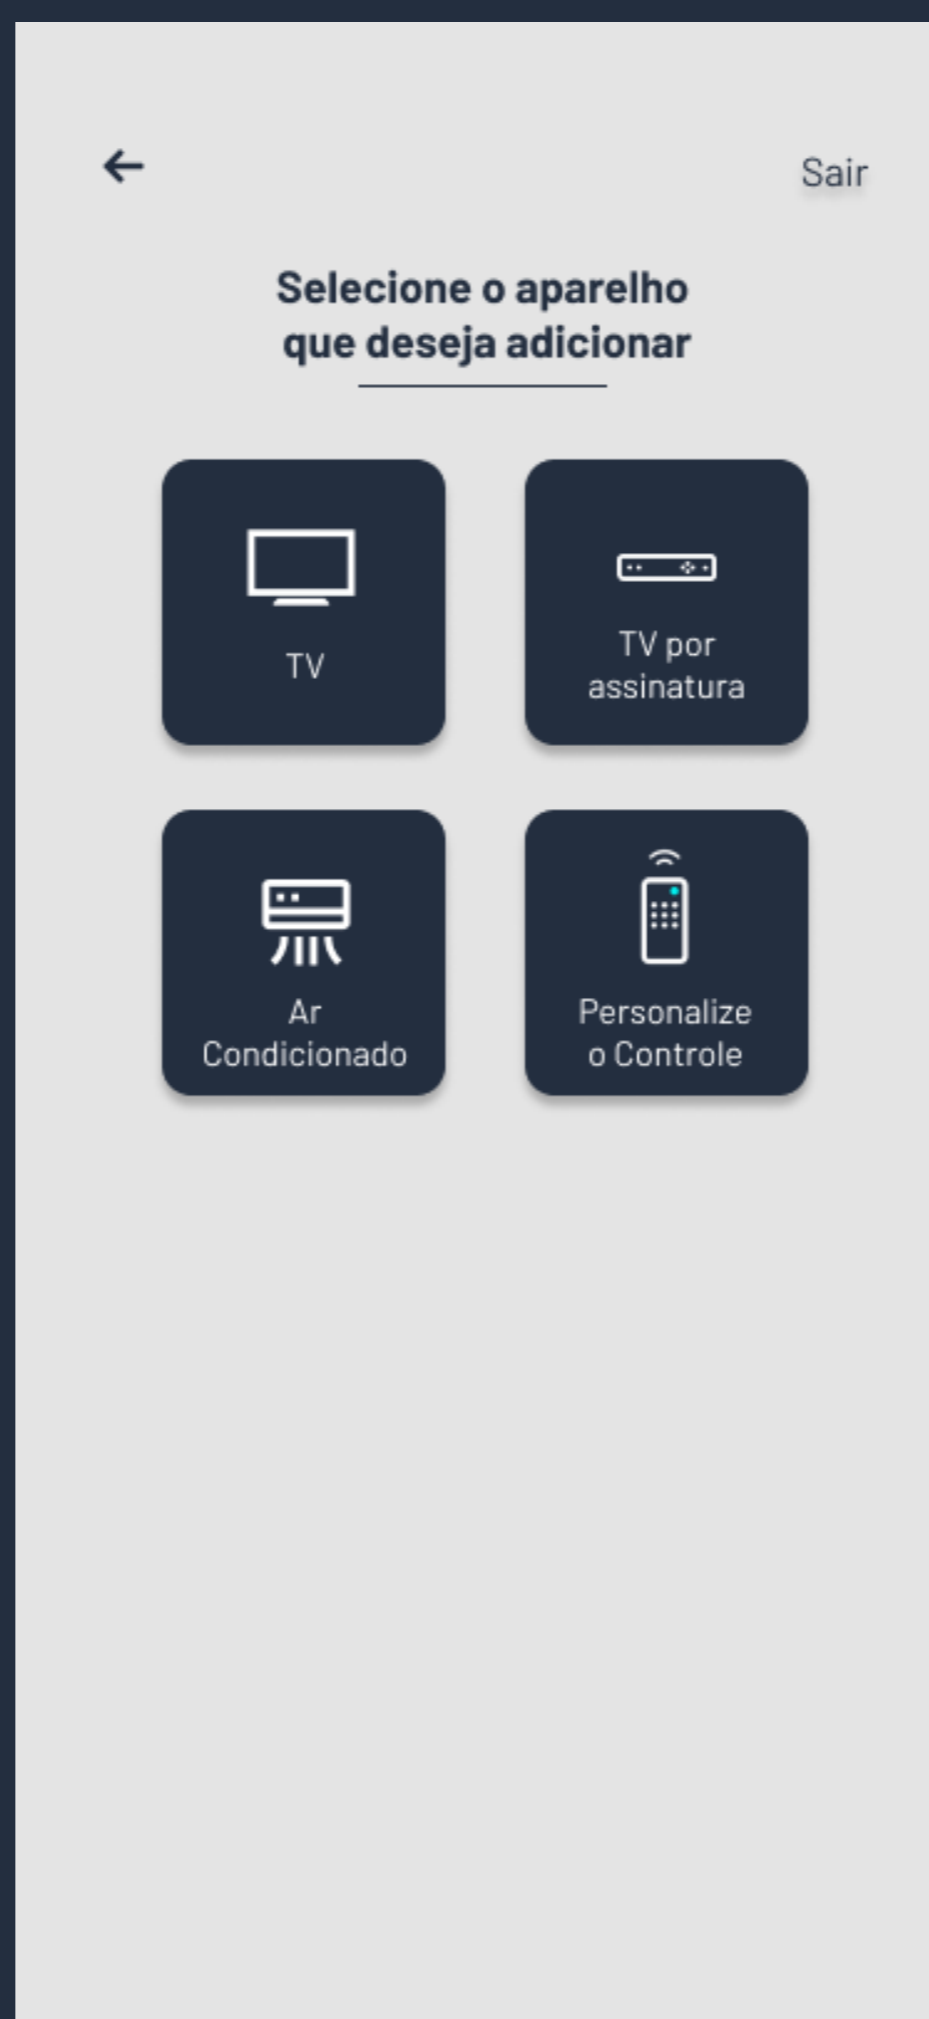 Sair
Selecione o aparelho
que deseja adicionar
TV
TV por
assinatura
Ar
Condicionado
Personalize
o Controle